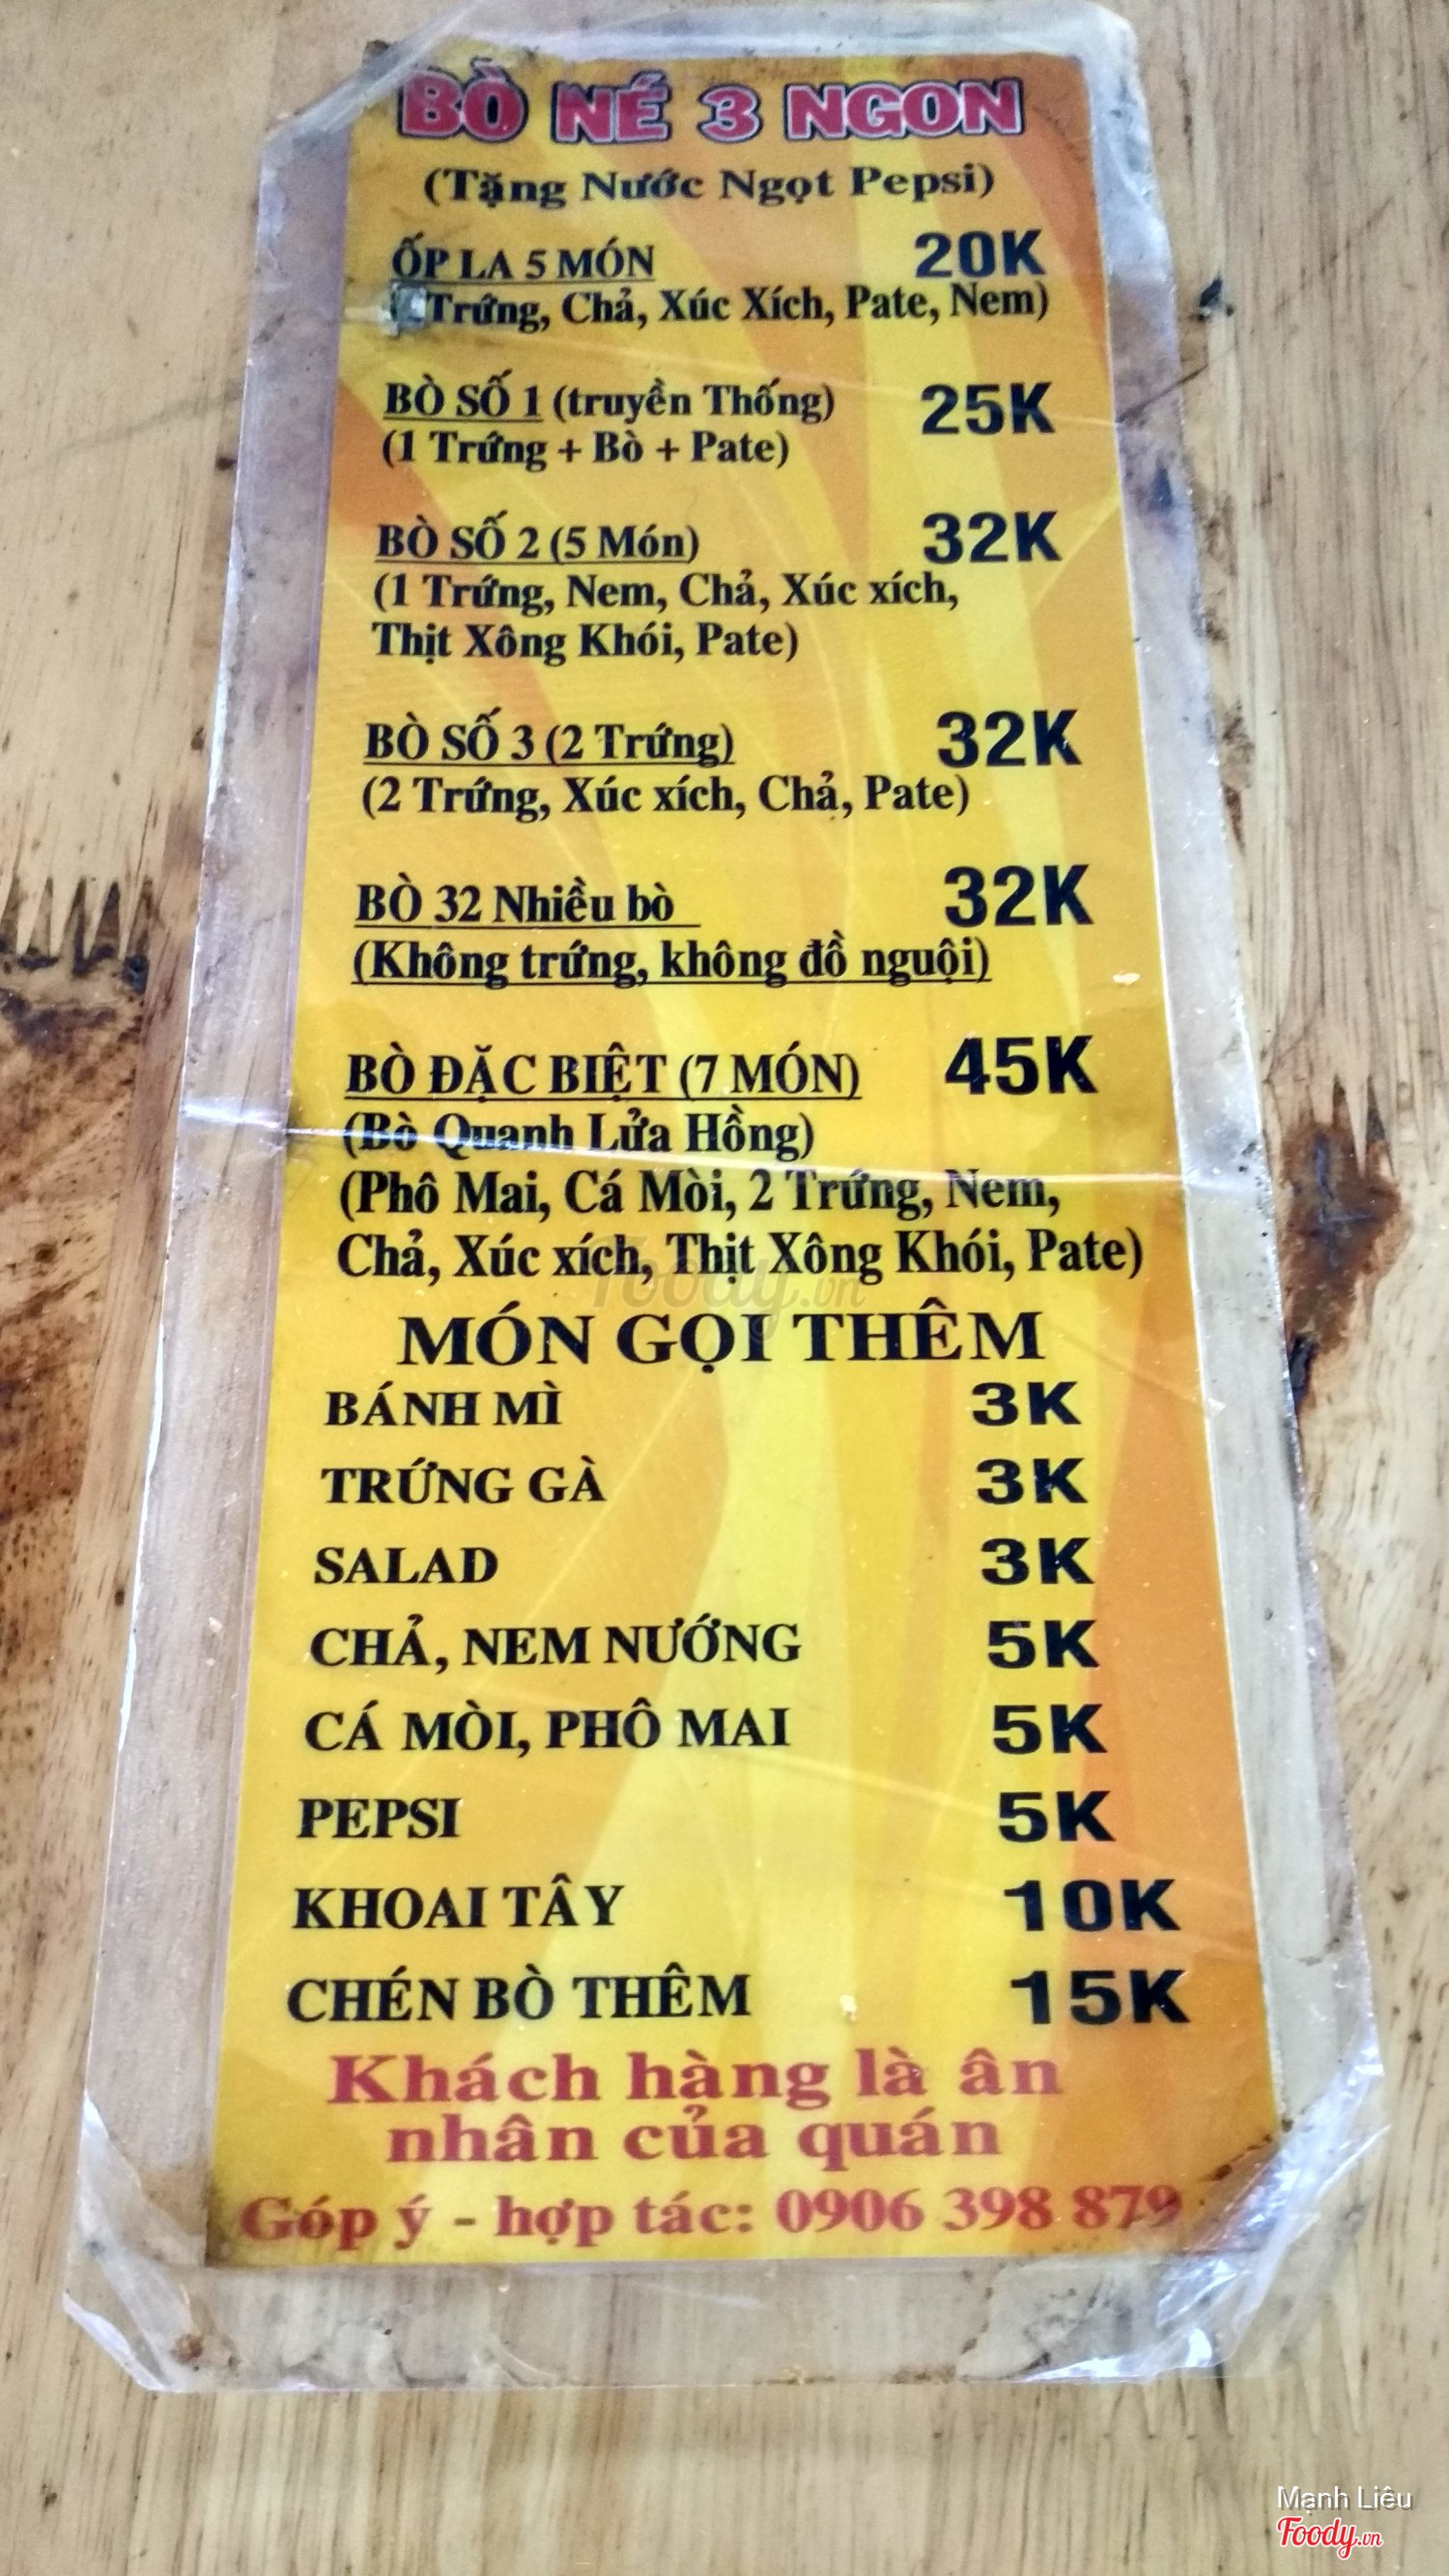 BÒ NÉ 3 NGON
(Tặng Nước Ngọt Pepsi)
ỐP LA 5 MÓN 20K
Trứng, Chả, Xúc Xích, Pate, Nem)
BÒ SỐ 1 (truyền Thống) 25K
(1 Trứng + Bò + Pate)
BÒ SỐ 2 (5 Món) 32K
(1 Trứng, Nem, Chả, Xúc xích,
Thịt Xông Khói, Pate)
BÒ SỐ 3 (2 Trứng) 32K
(2 Trứng, Xúc xích, Chả, Pate)
BÒ 32 Nhiều bò 32K
(Không trứng, không đồ nguội)
BÒ ĐẶC BIỆT (7 MÓN) 45K
(Bò Quanh Lửa Hồng)
(Phô Mai, Cá Mòi, 2 Trứng, Nem,
Chả, Xúc xích, Thịt Xông Khói, Pate)
Foody.vn
MÓN GỌI THÊM
BÁNH MÌ 3K
TRỨNG GÀ 3K
SALAD 3K
CHẢ, NEM NƯỚNG 5K
CÁ MÒI, PHÔ MAI 5K
PEPSI 5K
KHOAI TÂY 10K
CHÉN BÒ THÊM 15K
Khách hàng là ân
nhân của quán
Góp ý - hợp tác: 0906 398 879
Mạnh Liêu
Foody.vn